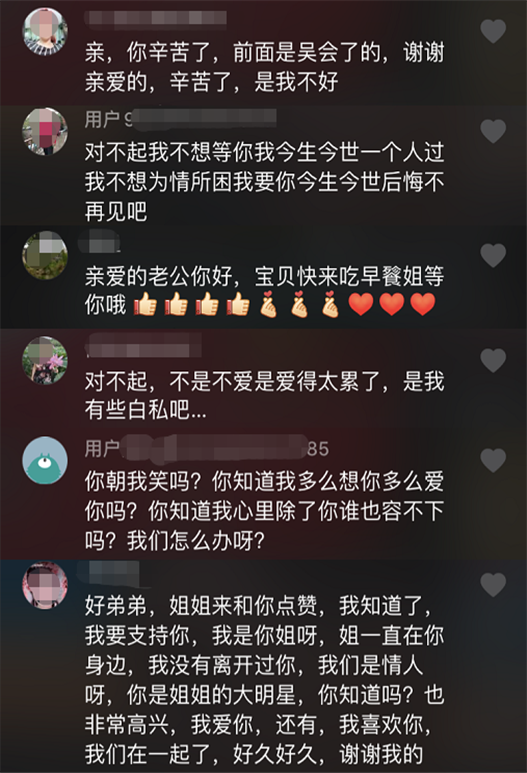 亲，你辛苦了，前面是吴会了的，谢谢
亲爱的，辛苦了，是我不好
用户9
对不起我不想等你我今生今世一个人过
我不想为情所困我要你今生今世后悔不
再见吧
亲爱的老公你好，宝贝快来吃早餮姐等
你哦👍👍👍👍🫰🫰🫰❤️❤️❤️
对不起，不是不爱是爱得太累了，是我
有些白私吧...
用户 85
你朝我笑吗？你知道我多么想你多么爱
你吗？你知道我心里除了你谁也容不下
吗？我们怎么办呀？
好弟弟，姐姐来和你点赞，我知道了，
我要支持你，我是你姐呀，姐一直在你
身边，我没有离开过你，我们是情人
呀，你是姐姐的大明星，你知道吗？也
非常高兴，我爱你，还有，我喜欢你，
我们在一起了，好久好久，谢谢我的